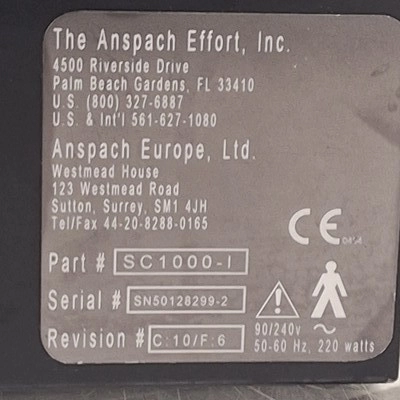 The Anspach Effort, Inc.
4500 Riverside Drive
Palm Beach Gardens, FL 33410
U.S. (800) 327-6887
U.S. & Int'l 561-627-1080
Anspach Europe, Ltd.
Westmead House
123 Westmead Road
Sutton, Surrey, SM1 4JH
Tel/Fax 44-20-8288-0165
CE
Part # SC1000-I
Serial # SN50128299-2
Revision # C:10/F:6
90/240v ~
50-60 Hz, 220 watts